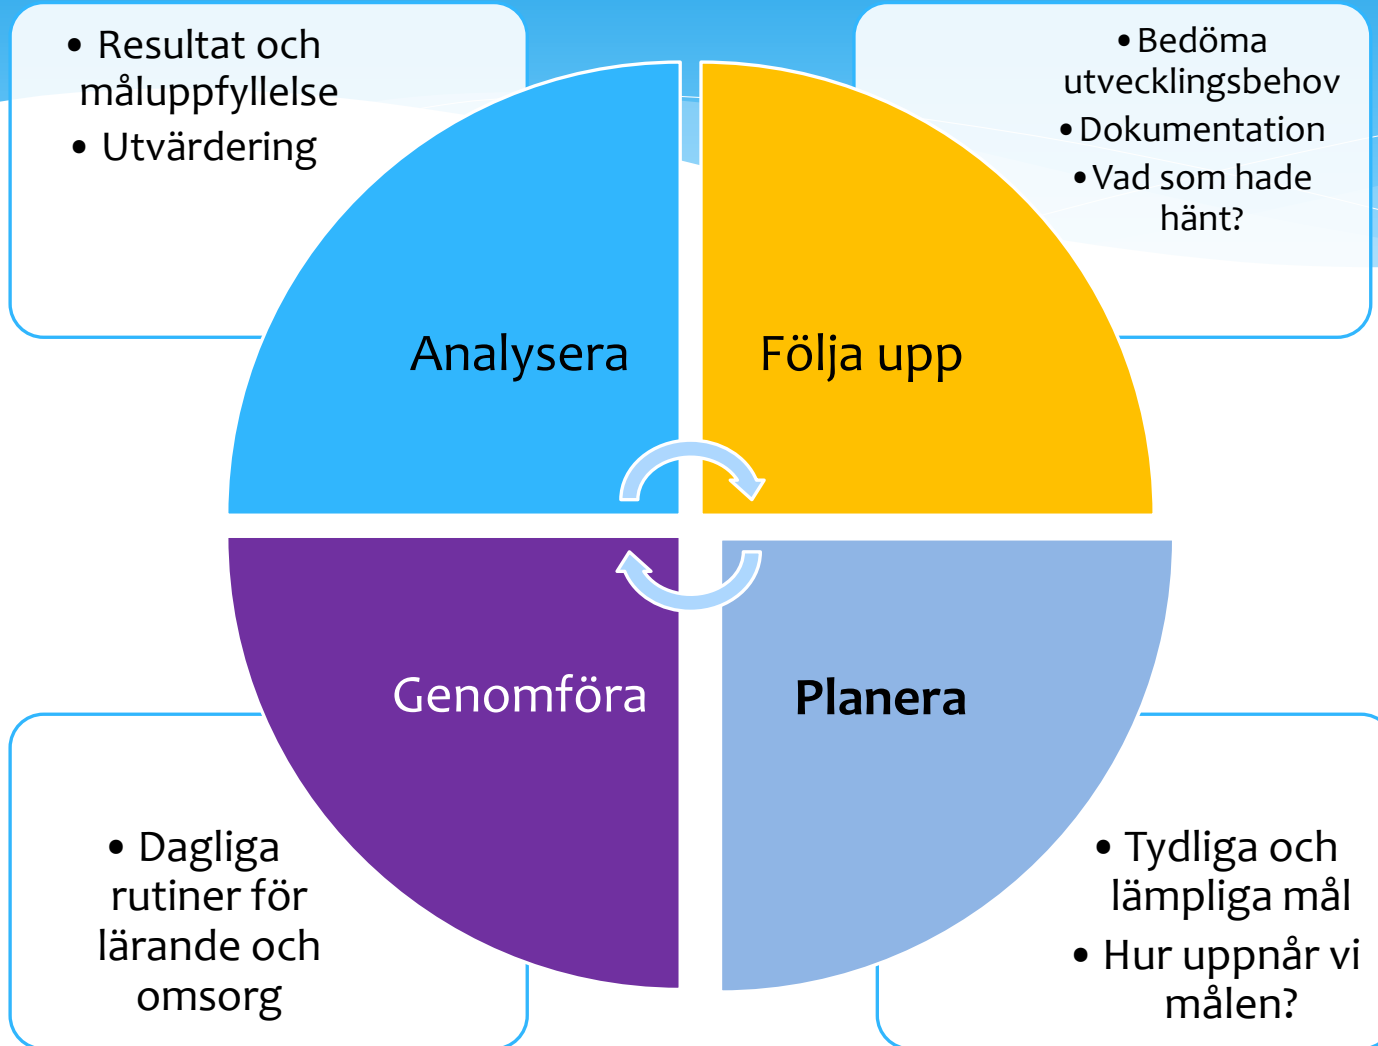 • Resultat och
måluppfyllelse
• Utvärdering
• Bedöma
utvecklingsbehov
• Dokumentation
• Vad som hade
hänt?
Analysera
Följa upp
Genomföra
Planera
• Dagliga
rutiner för
lärande och
omsorg
• Tydliga och
lämpliga mål
• Hur uppnår vi
målen?